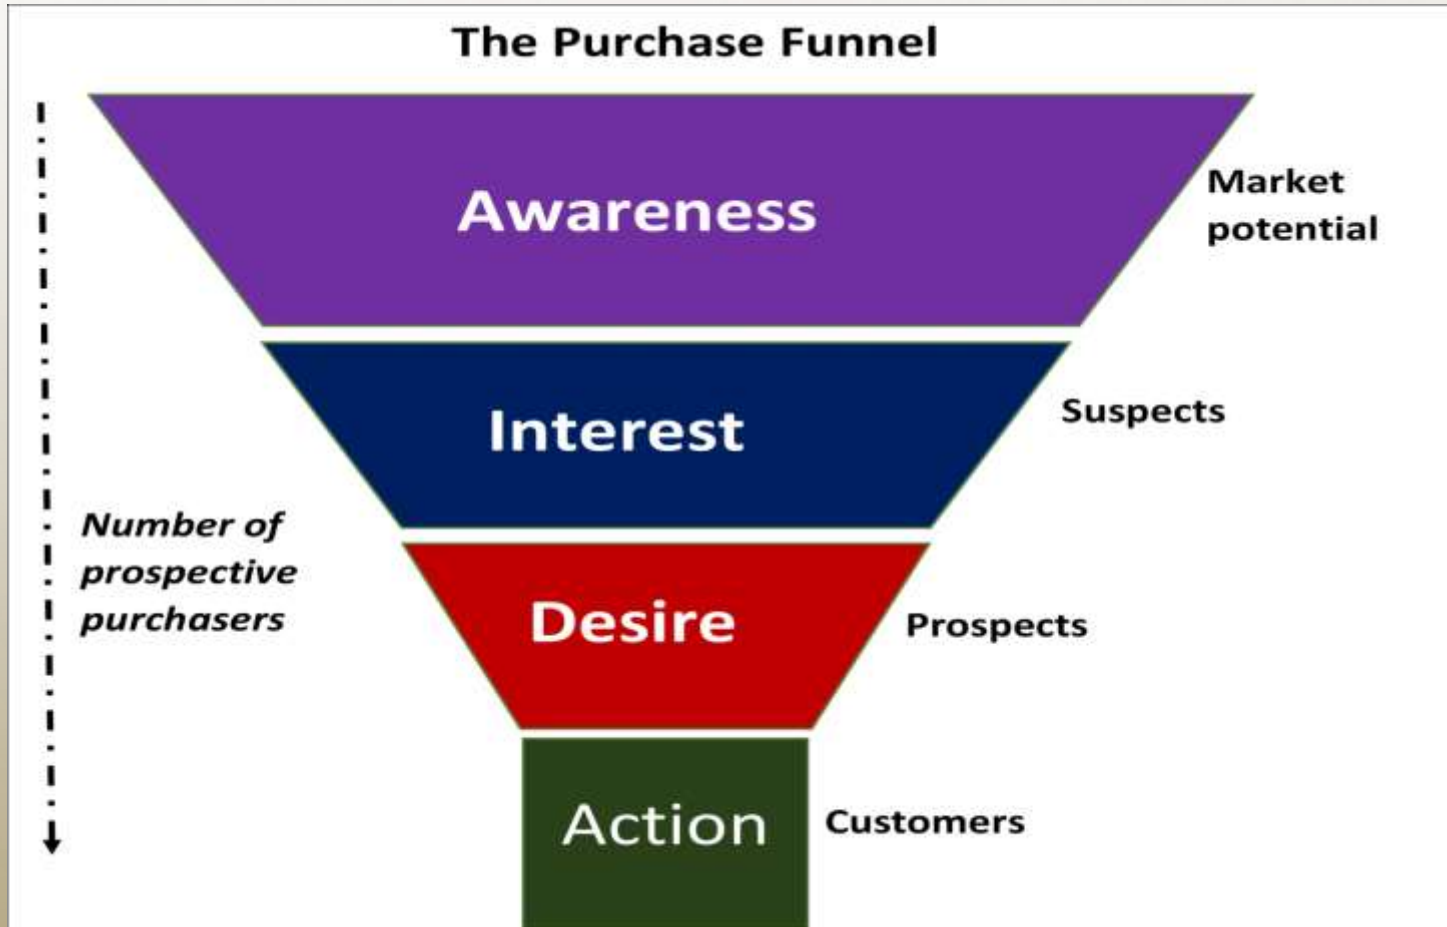 The Purchase Funnel
Awareness
Market
potential
Interest
Suspects
Number of
prospective
purchasers
Desire
Prospects
Action
Customers